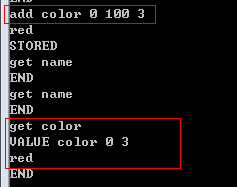 END
add color 0 100 3
red
STORED
get name
END
get name
END
get color
VALUE color 0 3
red
END